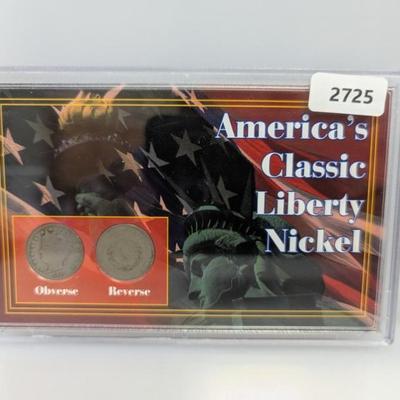 2725
America's
Classic
Liberty
Nickel
Obverse
Reverse